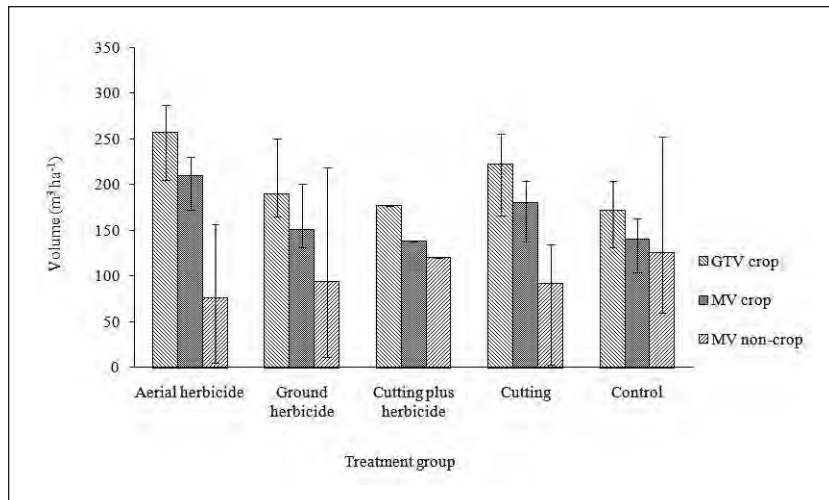 350
300
250
200
150
100
50
0
Volume (m³ ha⁻¹)
Aerial herbicide
Ground
herbicide
Cutting plus
herbicide
Cutting
Control
Treatment group
GTV crop
MV crop
MV non-crop